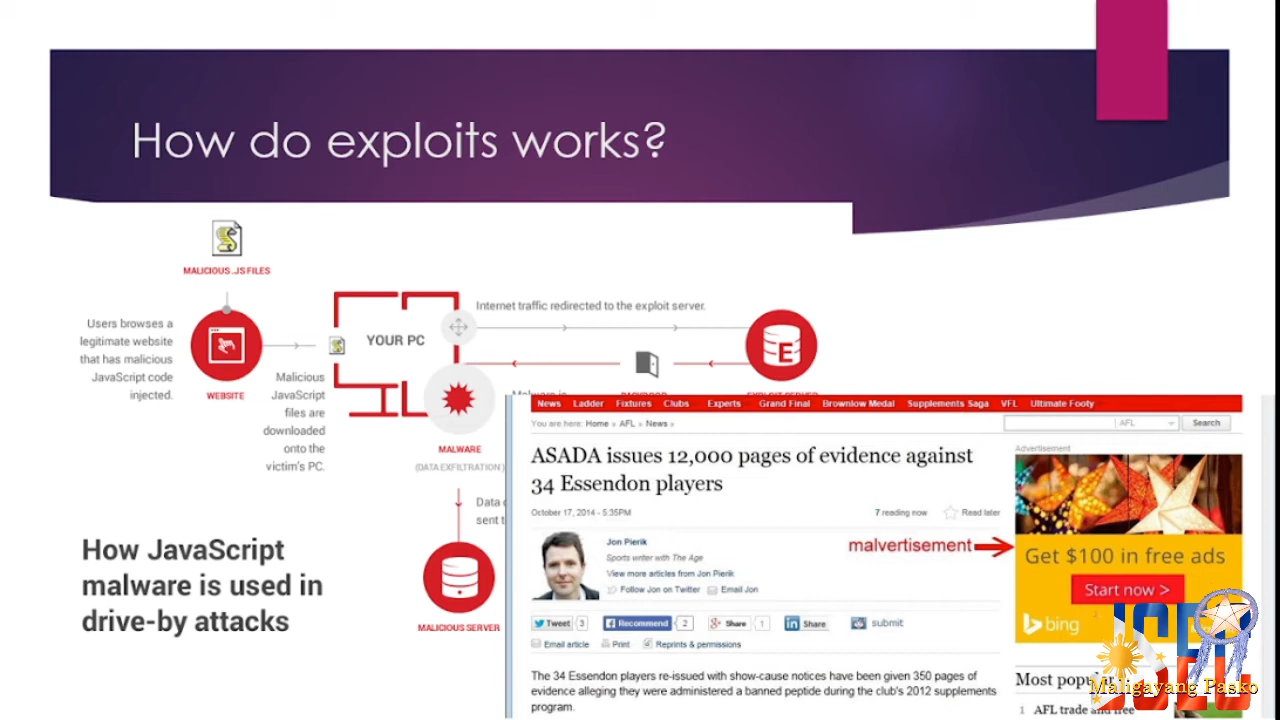 How do exploits works?
MALICIOUS .JS FILES
Users browses a
legitimate website
that has malicious
JavaScript code
injected.
WEBSITE
Malicious
JavaScript
files are
downloaded
onto the
victim's PC.
YOUR PC
Internet traffic redirected to the exploit server.
E
MALWARE
(DATA EXFILTRATION)
Data
sent t
MALICIOUS SERVER
How JavaScript
malware is used in
drive-by attacks
News Ladder Fixtures Clubs Experts Grand Final Brownlow Medal Supplements Saga VFL Ultimate Footy
You are here: Home » AFL » News »
AFL
Search
ASADA issues 12,000 pages of evidence against
34 Essendon players
October 17, 2014 - 5:35PM
7 reading now
Read later
Jon Pierik
Sports writer with The Age
View more articles from Jon Pierik
Follow Jon on Twitter Email Jon
Tweet 3 Recommend 2 Share 1 Share submit
Email article Print Reprints & permissions
The 34 Essendon players re-issued with show-cause notices have been given 350 pages of
evidence alleging they were administered a banned peptide during the club's 2012 supplements
program.
malvertisement
Advertisement
Get $100 in free ads
Start now >
bing
Most popular
1 AFL trade and free
Maligayang Pasko